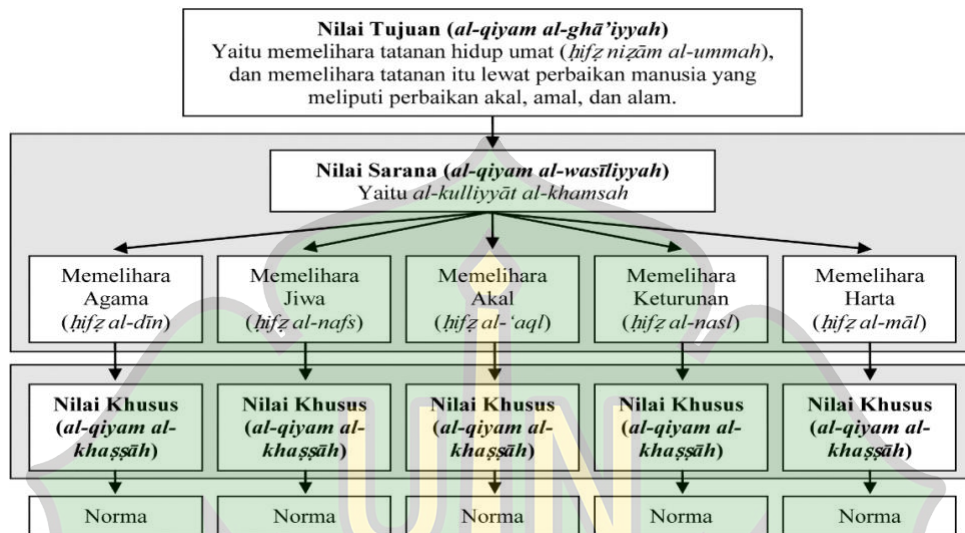 Nilai Tujuan (al-qiyam al-ghā’iyyah)
Yaitu memelihara tatanan hidup umat (ḥifẓ niẓām al-ummah),
dan memelihara tatanan itu lewat perbaikan manusia yang
meliputi perbaikan akal, amal, dan alam.
Nilai Sarana (al-qiyam al-wasīliyyah)
Yaitu al-kulliyyāt al-khamsah
Memelihara
Agama
(ḥifẓ al-dīn)
Memelihara
Jiwa
(ḥifẓ al-nafs)
Memelihara
Akal
(ḥifẓ al-‘aql)
Memelihara
Keturunan
(ḥifẓ al-nasl)
Memelihara
Harta
(ḥifẓ al-māl)
Nilai Khusus
(al-qiyam al-
khaṣṣāh)
Nilai Khusus
(al-qiyam al-
khaṣṣāh)
Nilai Khusus
(al-qiyam al-
khaṣṣāh)
Nilai Khusus
(al-qiyam al-
khaṣṣāh)
Nilai Khusus
(al-qiyam al-
khaṣṣāh)
Norma
Norma
Norma
Norma
Norma
UIN